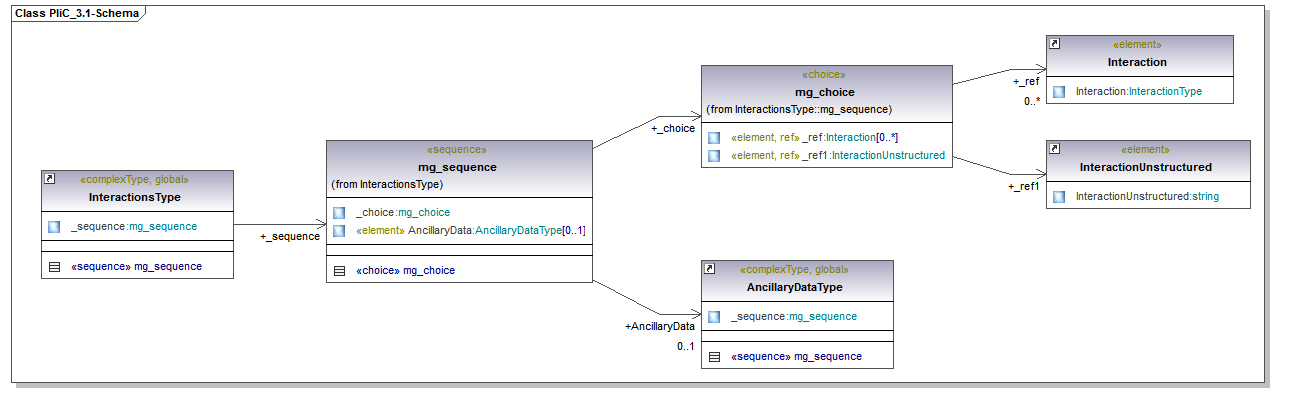 Class PliC_3.1-Schema
«complexType, global»
InteractionsType
_sequence:mg_sequence
«sequence» mg_sequence
+_sequence
«sequence»
mg_sequence
(from InteractionsType)
_choice:mg_choice
«element» AncillaryData:AncillaryDataType[0..1]
«choice» mg_choice
+_choice
+AncillaryData
0..1
«choice»
mg_choice
(from InteractionsType::mg_sequence)
«element, ref» _ref:Interaction[0..*]
«element, ref» _ref1:InteractionUnstructured
+_ref
0..*
+_ref1
«element»
Interaction
Interaction:InteractionType
«element»
InteractionUnstructured
InteractionUnstructured:string
«complexType, global»
AncillaryDataType
_sequence:mg_sequence
«sequence» mg_sequence